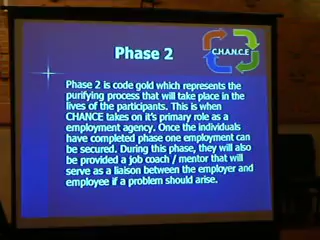 C.H.A.N.C.E
Phase 2
Phase 2 is code gold which represents the
purifying process that will take place in the
lives of the participants. This is when
CHANCE takes on it's primary role as a
employment agency. Once the individuals
have completed phase one employment can
be secured. During this phase, they will also
be provided a job coach / mentor that will
serve as a liaison between the employer and
employee if a problem should arise.